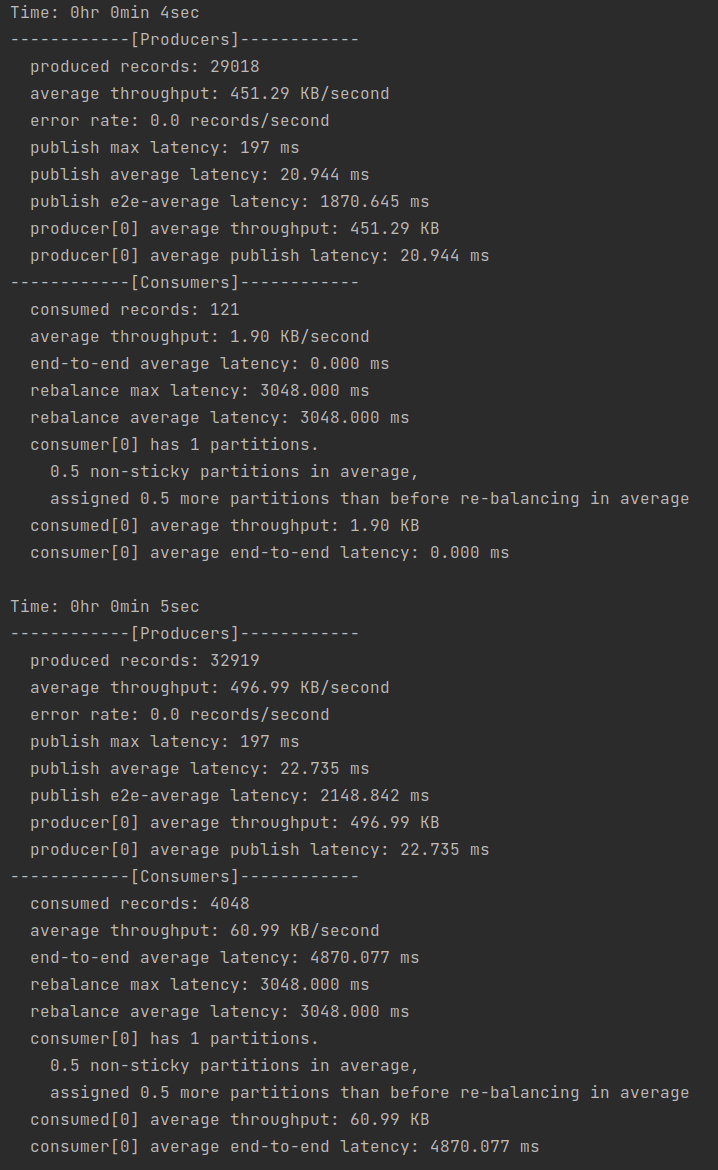 Time: 0hr 0min 4sec
------------[Producers]------------
  produced records: 29018
  average throughput: 451.29 KB/second
  error rate: 0.0 records/second
  publish max latency: 197 ms
  publish average latency: 20.944 ms
  publish e2e-average latency: 1870.645 ms
  producer[0] average throughput: 451.29 KB
  producer[0] average publish latency: 20.944 ms
------------[Consumers]------------
  consumed records: 121
  average throughput: 1.90 KB/second
  end-to-end average latency: 0.000 ms
  rebalance max latency: 3048.000 ms
  rebalance average latency: 3048.000 ms
  consumer[0] has 1 partitions.
    0.5 non-sticky partitions in average,
    assigned 0.5 more partitions than before re-balancing in average
  consumed[0] average throughput: 1.90 KB
  consumer[0] average end-to-end latency: 0.000 ms

Time: 0hr 0min 5sec
------------[Producers]------------
  produced records: 32919
  average throughput: 496.99 KB/second
  error rate: 0.0 records/second
  publish max latency: 197 ms
  publish average latency: 22.735 ms
  publish e2e-average latency: 2148.842 ms
  producer[0] average throughput: 496.99 KB
  producer[0] average publish latency: 22.735 ms
------------[Consumers]------------
  consumed records: 4048
  average throughput: 60.99 KB/second
  end-to-end average latency: 4870.077 ms
  rebalance max latency: 3048.000 ms
  rebalance average latency: 3048.000 ms
  consumer[0] has 1 partitions.
    0.5 non-sticky partitions in average,
    assigned 0.5 more partitions than before re-balancing in average
  consumed[0] average throughput: 60.99 KB
  consumer[0] average end-to-end latency: 4870.077 ms